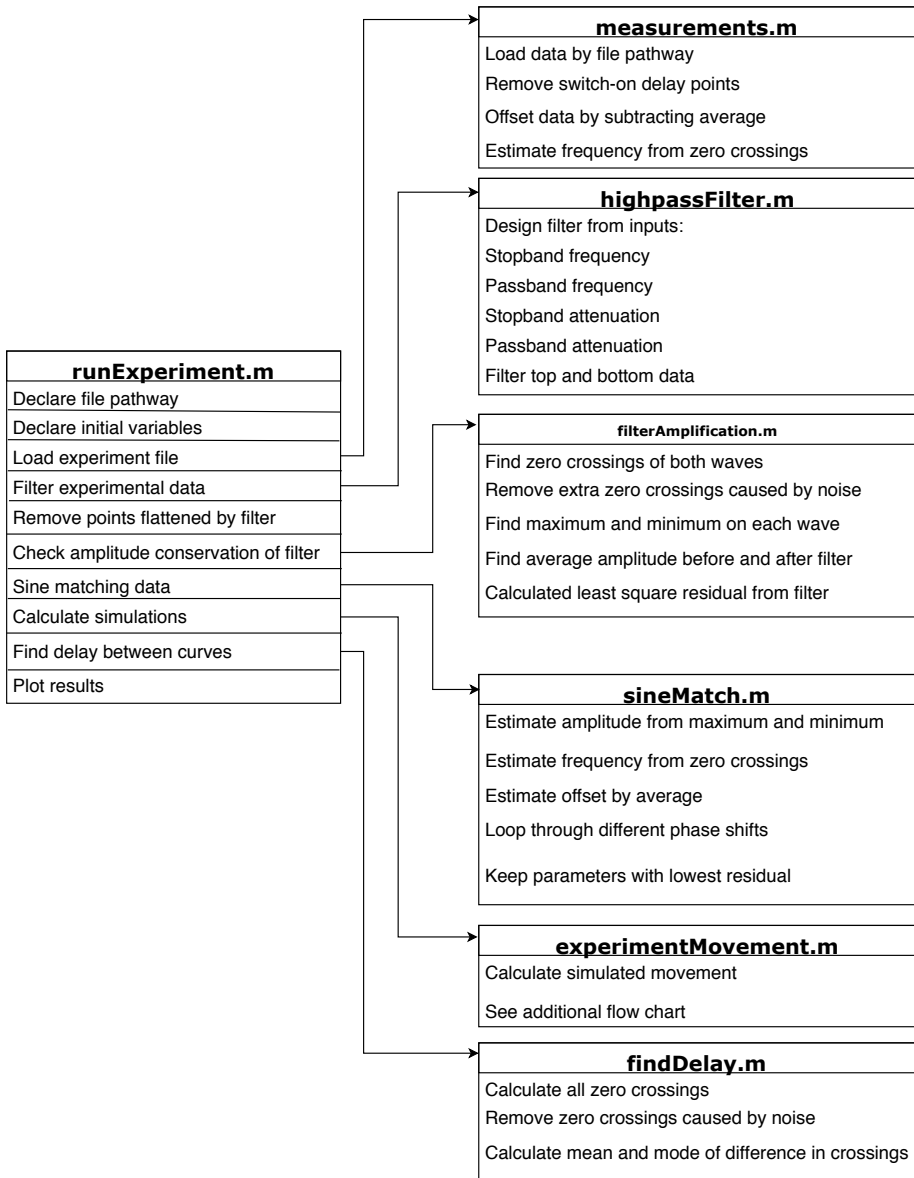 measurements.m
Load data by file pathway
Remove switch-on delay points
Offset data by subtracting average
Estimate frequency from zero crossings
highpassFilter.m
Design filter from inputs:
Stopband frequency
Passband frequency
Stopband attenuation
Passband attenuation
Filter top and bottom data
runExperiment.m
Declare file pathway
Declare initial variables
Load experiment file
Filter experimental data
Remove points flattened by filter
Check amplitude conservation of filter
Sine matching data
Calculate simulations
Find delay between curves
Plot results
filterAmplification.m
Find zero crossings of both waves
Remove extra zero crossings caused by noise
Find maximum and minimum on each wave
Find average amplitude before and after filter
Calculated least square residual from filter
sineMatch.m
Estimate amplitude from maximum and minimum
Estimate frequency from zero crossings
Estimate offset by average
Loop through different phase shifts
Keep parameters with lowest residual
experimentMovement.m
Calculate simulated movement
See additional flow chart
findDelay.m
Calculate all zero crossings
Remove zero crossings caused by noise
Calculate mean and mode of difference in crossings